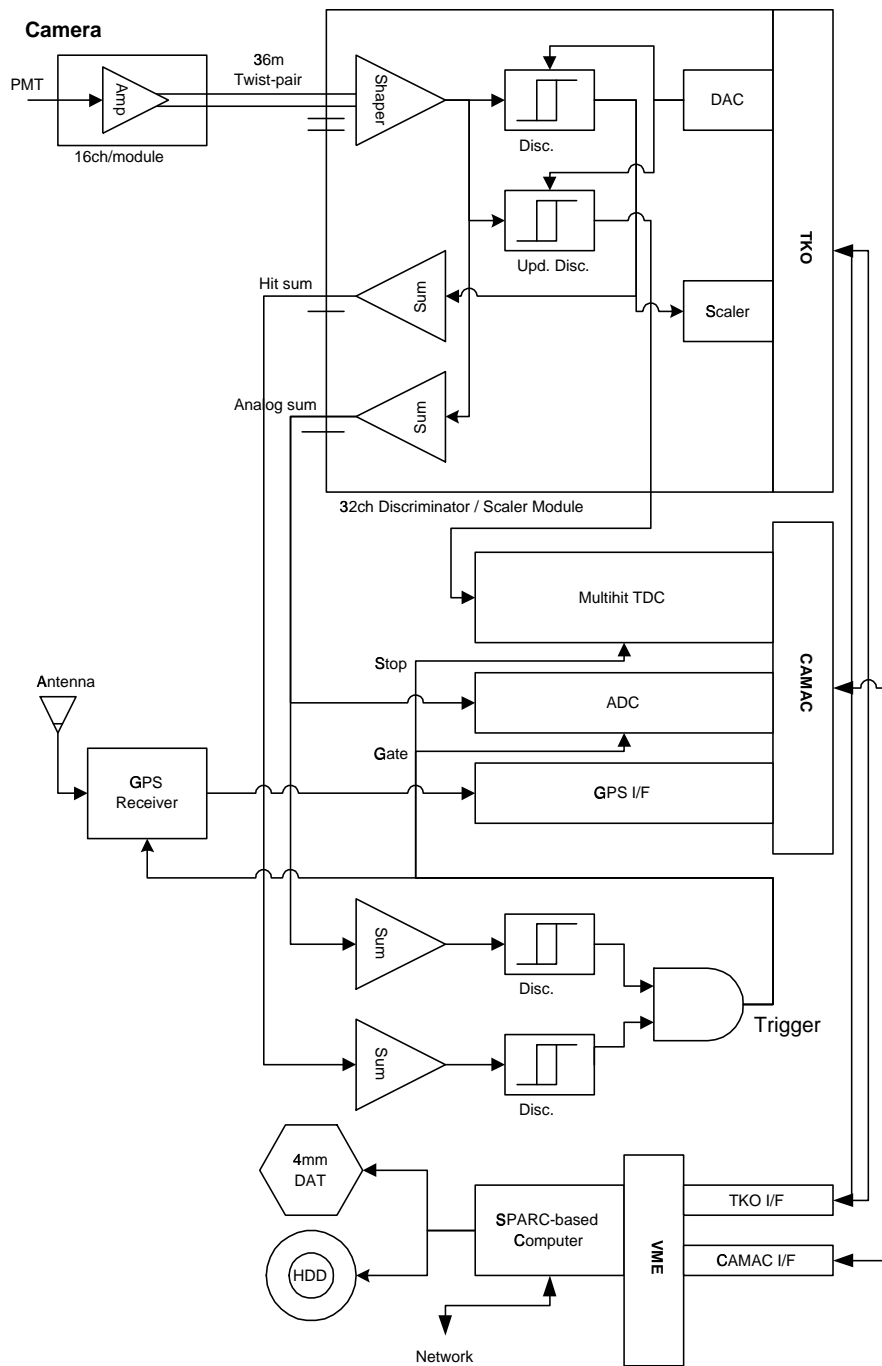 Camera
PMT
Amp
16ch/module
36m
Twist-pair
Shaper
Disc.
DAC
Upd. Disc.
TKO
Hit sum
Sum
Scaler
Analog sum
Sum
32ch Discriminator / Scaler Module
Multihit TDC
Stop
CAMAC
Antenna
ADC
Gate
GPS
Receiver
GPS I/F
Sum
Disc.
Trigger
Sum
Disc.
4mm
DAT
SPARC-based
Computer
VME
TKO I/F
CAMAC I/F
HDD
Network